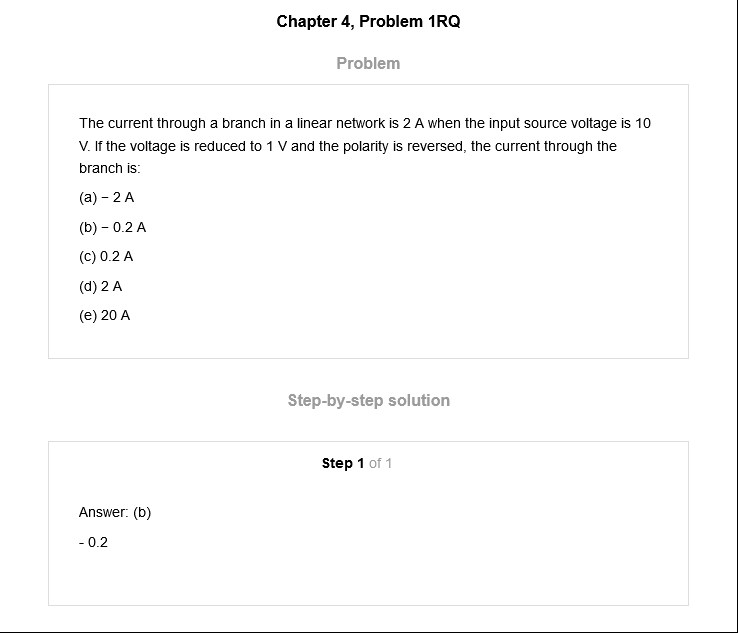 Chapter 4, Problem 1RQ
Problem
The current through a branch in a linear network is 2 A when the input source voltage is 10
V. If the voltage is reduced to 1 V and the polarity is reversed, the current through the
branch is:
(a) − 2 A
(b) − 0.2 A
(c) 0.2 A
(d) 2 A
(e) 20 A
Step-by-step solution
Step 1 of 1
Answer: (b)
- 0.2